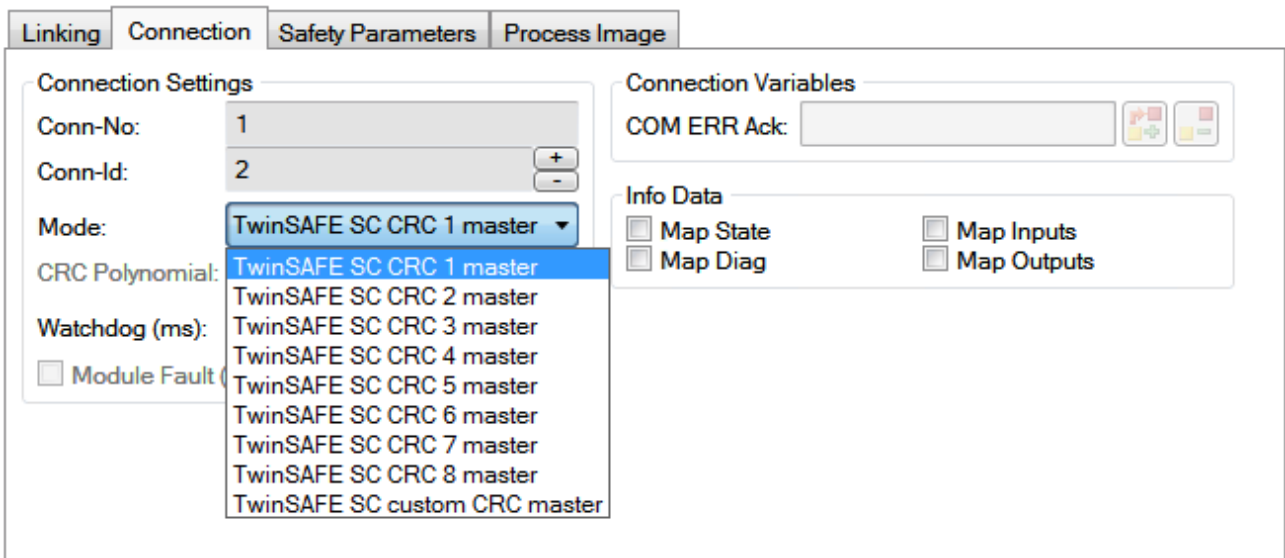 Linking Connection Safety Parameters Process Image
Connection Settings
Conn-No: 1
Conn-Id: 2
+
-
Mode: TwinSAFE SC CRC 1 master
CRC Polynomial:
Watchdog (ms):
Module Fault (
TwinSAFE SC CRC 1 master
TwinSAFE SC CRC 2 master
TwinSAFE SC CRC 3 master
TwinSAFE SC CRC 4 master
TwinSAFE SC CRC 5 master
TwinSAFE SC CRC 6 master
TwinSAFE SC CRC 7 master
TwinSAFE SC CRC 8 master
TwinSAFE SC custom CRC master
Connection Variables
COM ERR Ack:
Info Data
Map State Map Inputs
Map Diag Map Outputs